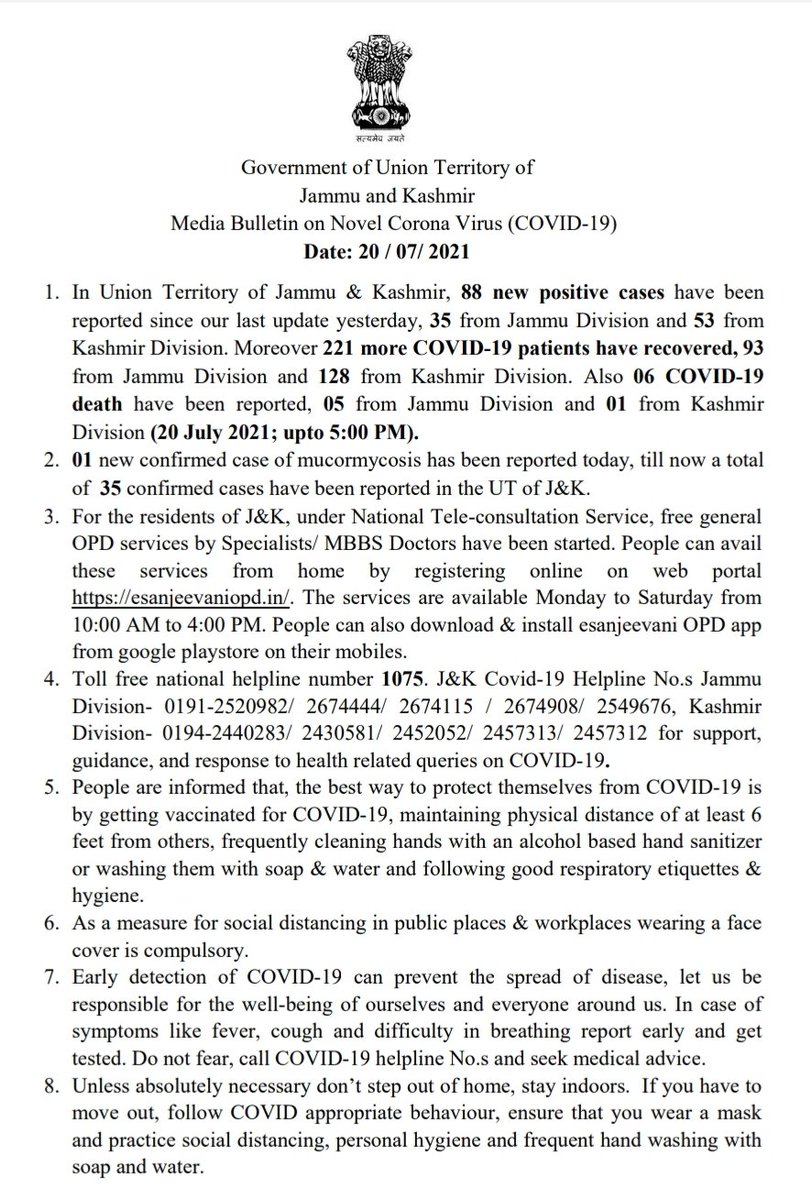 सत्यमेव जयते
Government of Union Territory of
Jammu and Kashmir
Media Bulletin on Novel Corona Virus (COVID-19)
Date: 20 / 07/ 2021
1. In Union Territory of Jammu & Kashmir, 88 new positive cases have been
reported since our last update yesterday, 35 from Jammu Division and 53 from
Kashmir Division. Moreover 221 more COVID-19 patients have recovered, 93
from Jammu Division and 128 from Kashmir Division. Also 06 COVID-19
death have been reported, 05 from Jammu Division and 01 from Kashmir
Division (20 July 2021; upto 5:00 PM).
2. 01 new confirmed case of mucormycosis has been reported today, till now a total
of 35 confirmed cases have been reported in the UT of J&K.
3. For the residents of J&K, under National Tele-consultation Service, free general
OPD services by Specialists/ MBBS Doctors have been started. People can avail
these services from home by registering online on web portal
https://esanjeevaniopd.in/. The services are available Monday to Saturday from
10:00 AM to 4:00 PM. People can also download & install esanjeevani OPD app
from google playstore on their mobiles.
4. Toll free national helpline number 1075. J&K Covid-19 Helpline No.s Jammu
Division- 0191-2520982/ 2674444/ 2674115 / 2674908/ 2549676, Kashmir
Division- 0194-2440283/ 2430581/ 2452052/ 2457313/ 2457312 for support,
guidance, and response to health related queries on COVID-19.
5. People are informed that, the best way to protect themselves from COVID-19 is
by getting vaccinated for COVID-19, maintaining physical distance of at least 6
feet from others, frequently cleaning hands with an alcohol based hand sanitizer
or washing them with soap & water and following good respiratory etiquettes &
hygiene.
6. As a measure for social distancing in public places & workplaces wearing a face
cover is compulsory.
7. Early detection of COVID-19 can prevent the spread of disease, let us be
responsible for the well-being of ourselves and everyone around us. In case of
symptoms like fever, cough and difficulty in breathing report early and get
tested. Do not fear, call COVID-19 helpline No.s and seek medical advice.
8. Unless absolutely necessary don’t step out of home, stay indoors. If you have to
move out, follow COVID appropriate behaviour, ensure that you wear a mask
and practice social distancing, personal hygiene and frequent hand washing with
soap and water.